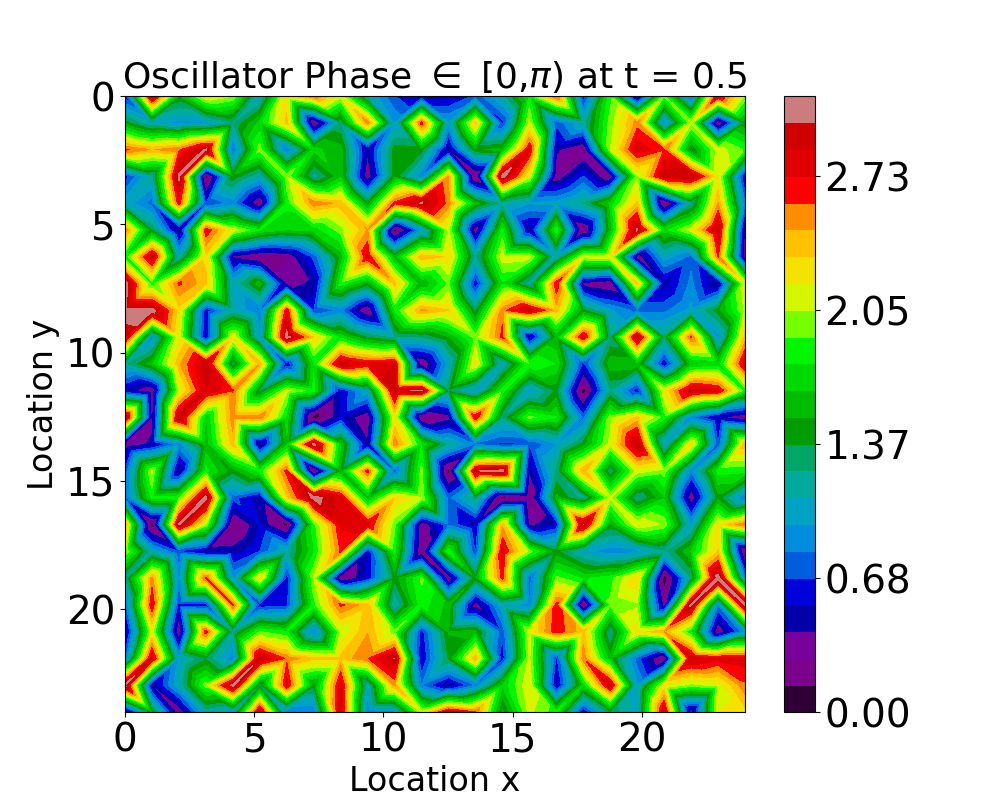 Oscillator Phase ∈ [0,π) at t = 0.5
0
5
10
15
20
Location y
0 5 10 15 20
Location x
2.73
2.05
1.37
0.68
0.00